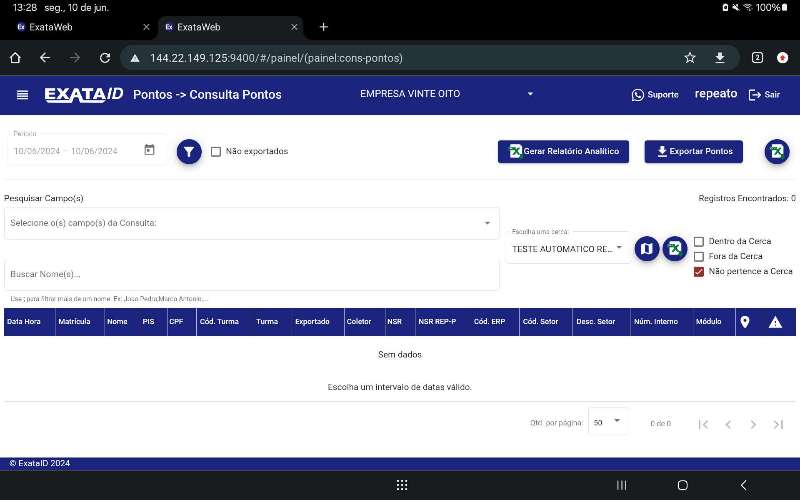 13:28 seg., 10 de jun. 100%
ExataWeb ExataWeb
144.22.149.125:9400/#/painel/(painel:cons-pontos) 2
EXATAID Pontos -> Consulta Pontos EMPRESA VINTE OITO Suporte repeato Sair
Período
10/06/2024 – 10/06/2024 Não exportados Gerar Relatório Analítico Exportar Pontos
Pesquisar Campo(s) Registros Encontrados: 0
Selecione o(s) campo(s) da Consulta:
Escolha uma cerca:
TESTE AUTOMATICO RE...
Dentro da Cerca
Fora da Cerca
Não pertence a Cerca
Buscar Nome(s)...
Use ; para filtrar mais de um nome. Ex: João Pedro;Marco Antonio;...
Data Hora Matrícula Nome PIS CPF Cód. Turma Turma Exportado Coletor NSR NSR REP-P Cód. ERP Cód. Setor Desc. Setor Núm. Interno Módulo
Sem dados
Escolha um intervalo de datas válido.
Qtd. por página: 50 0 de 0
© ExataID 2024